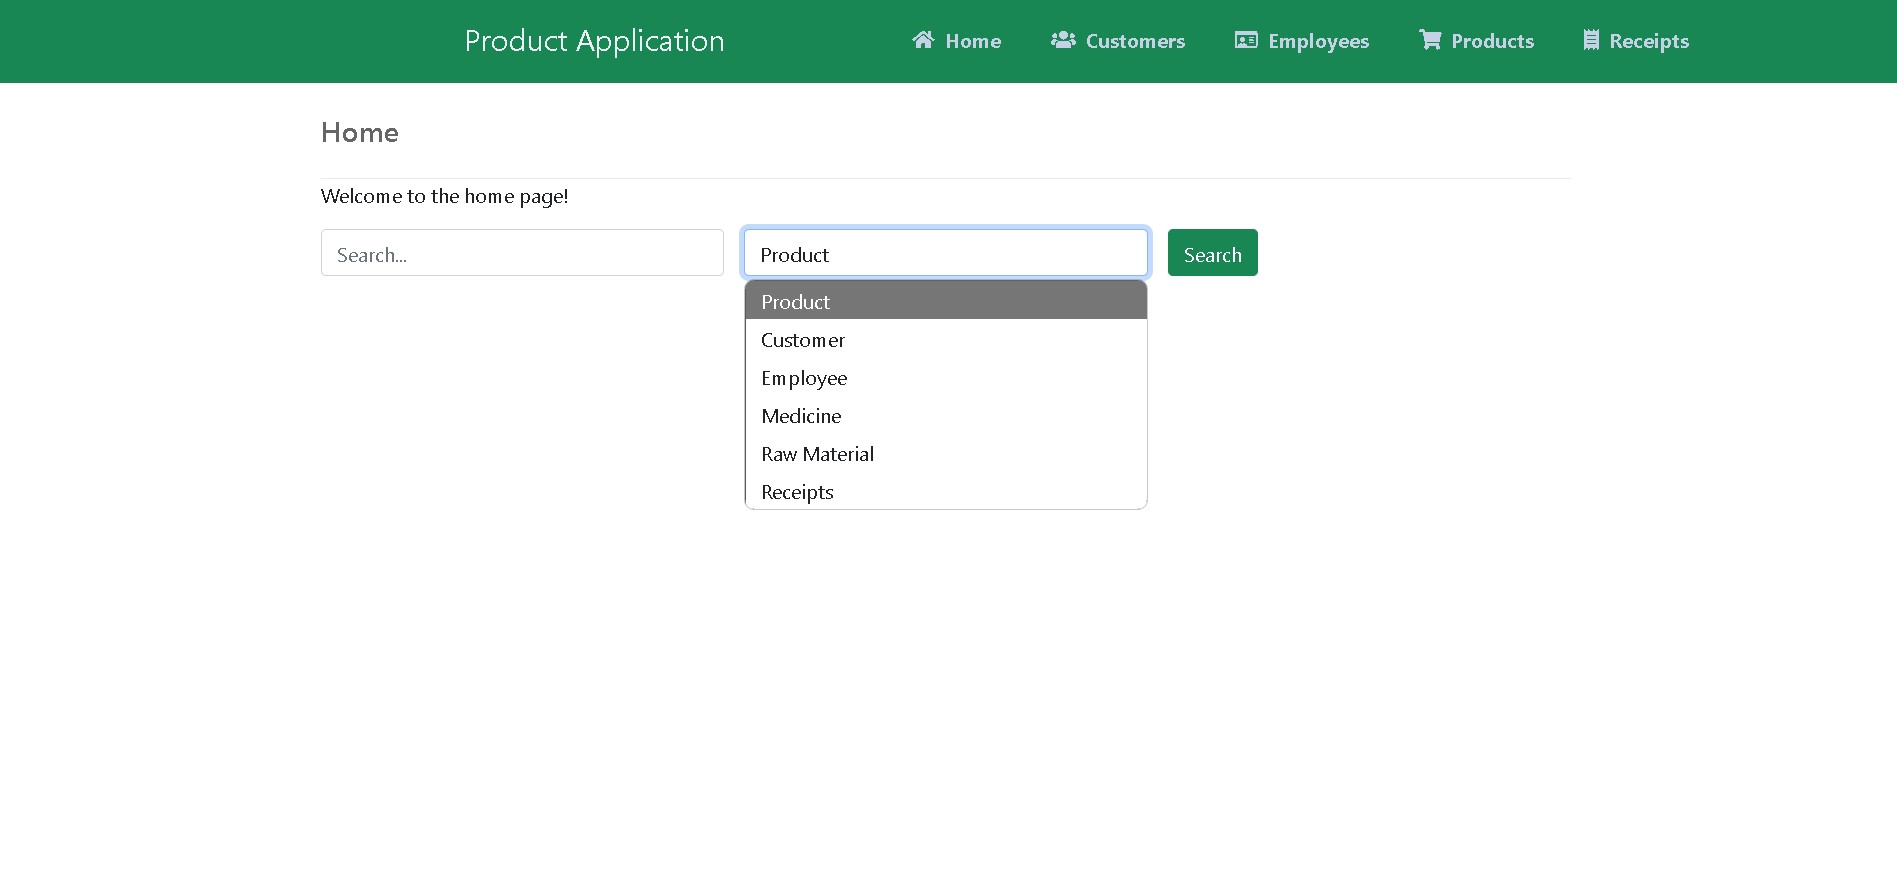 Product Application Home Customers Employees Products Receipts
Home
Welcome to the home page!
Search... Product Search
Product
Customer
Employee
Medicine
Raw Material
Receipts